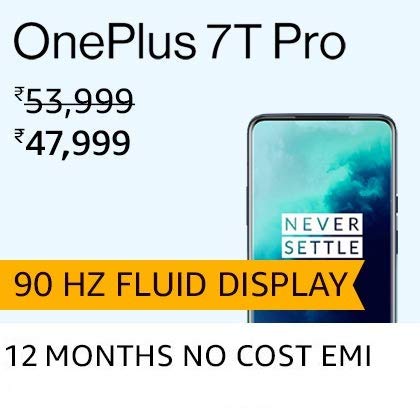 OnePlus 7T Pro
₹53,999
₹47,999
NEVER
SETTLE
90 HZ FLUID DISPLAY
12 MONTHS NO COST EMI